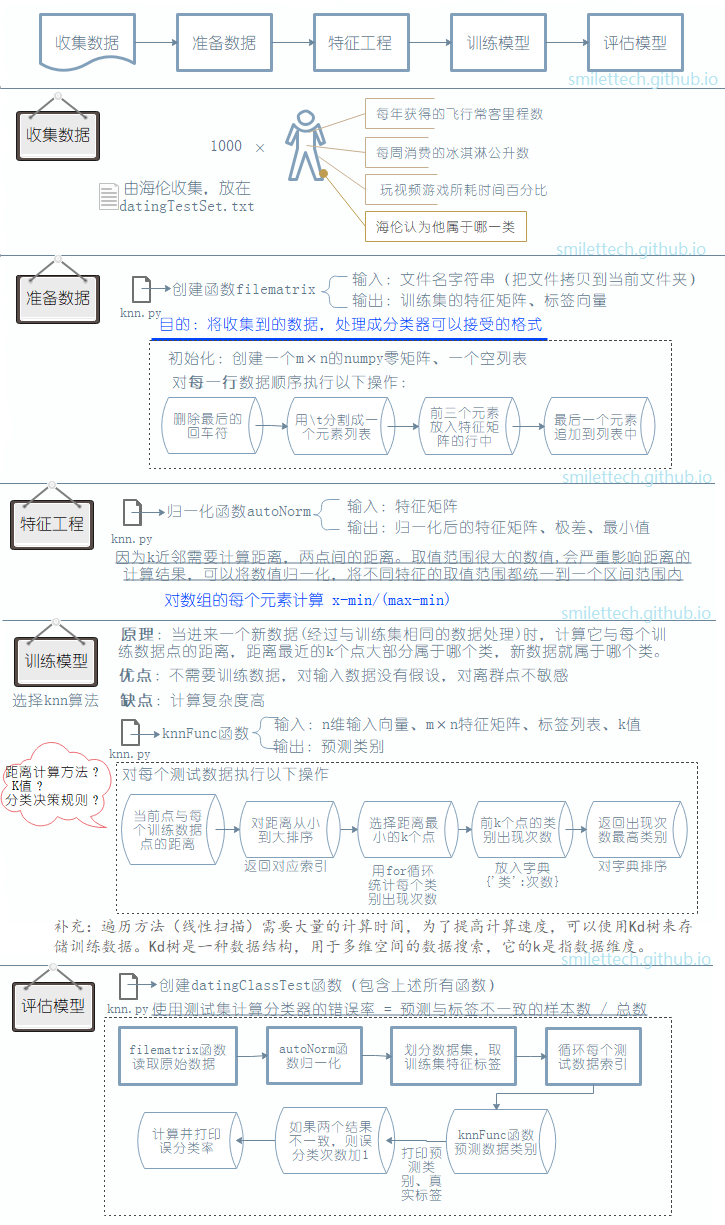 收集数据
准备数据
特征工程
训练模型
评估模型
smilettech.github.io
收集数据
1000 ×
每年获得的飞行常客里程数
每周消费的冰淇淋公升数
玩视频游戏所耗时间百分比
海伦认为他属于哪一类
由海伦收集，放在
datingTestSet.txt
smilettech.github.io
准备数据
knn.py
创建函数filematrix
输入：文件名字符串（把文件拷贝到当前文件夹）
输出：训练集的特征矩阵、标签向量
目的：将收集到的数据，处理成分类器可以接受的格式
初始化：创建一个m×n的numpy零矩阵、一个空列表
对每一行数据顺序执行以下操作：
删除最后的
回车符
用\t分割成一
个元素列表
前三个元素
放入特征矩
阵的行中
最后一个元素
追加到列表中
smilettech.github.io
特征工程
knn.py
归一化函数autoNorm
输入：特征矩阵
输出：归一化后的特征矩阵、极差、最小值
因为k近邻需要计算距离，两点间的距离。取值范围很大的数值,会严重影响距离的
计算结果，可以将数值归一化，将不同特征的取值范围都统一到一个区间范围内
对数组的每个元素计算 x-min/(max-min)
smilettech.github.io
训练模型
选择knn算法
原理：当进来一个新数据(经过与训练集相同的数据处理)时，计算它与每个训
练数据点的距离，距离最近的k个点大部分属于哪个类，新数据就属于哪个类。
优点：不需要训练数据，对输入数据没有假设，对离群点不敏感
缺点：计算复杂度高
knn.py
knnFunc函数
输入：n维输入向量、m×n特征矩阵、标签列表、k值
输出：预测类别
距离计算方法？
K值？
分类决策规则？
对每个测试数据执行以下操作
当前点与每
个训练数据
点的距离
对距离从小
到大排序
返回对应索引
选择距离最
小的k个点
用for循环
统计每个类
别出现次数
前k个点的类
别出现次数
放入字典
{'类':次数}
返回出现次
数最高类别
对字典排序
补充：遍历方法（线性扫描）需要大量的计算时间，为了提高计算速度，可以使用Kd树来存
储训练数据。Kd树是一种数据结构，用于多维空间的数据搜索，它的k是指数据维度。
smilettech.github.io
评估模型
knn.py
创建datingClassTest函数（包含上述所有函数）
使用测试集计算分类器的错误率 = 预测与标签不一致的样本数 / 总数
filematrix函数
读取原始数据
autoNorm函
数归一化
划分数据集，取
训练集特征标签
循环每个测
试数据索引
knnFunc函数
预测数据类别
打印预
测类
别、真
实标签
如果两个结果
不一致，则误
分类次数加1
计算并打印
误分类率